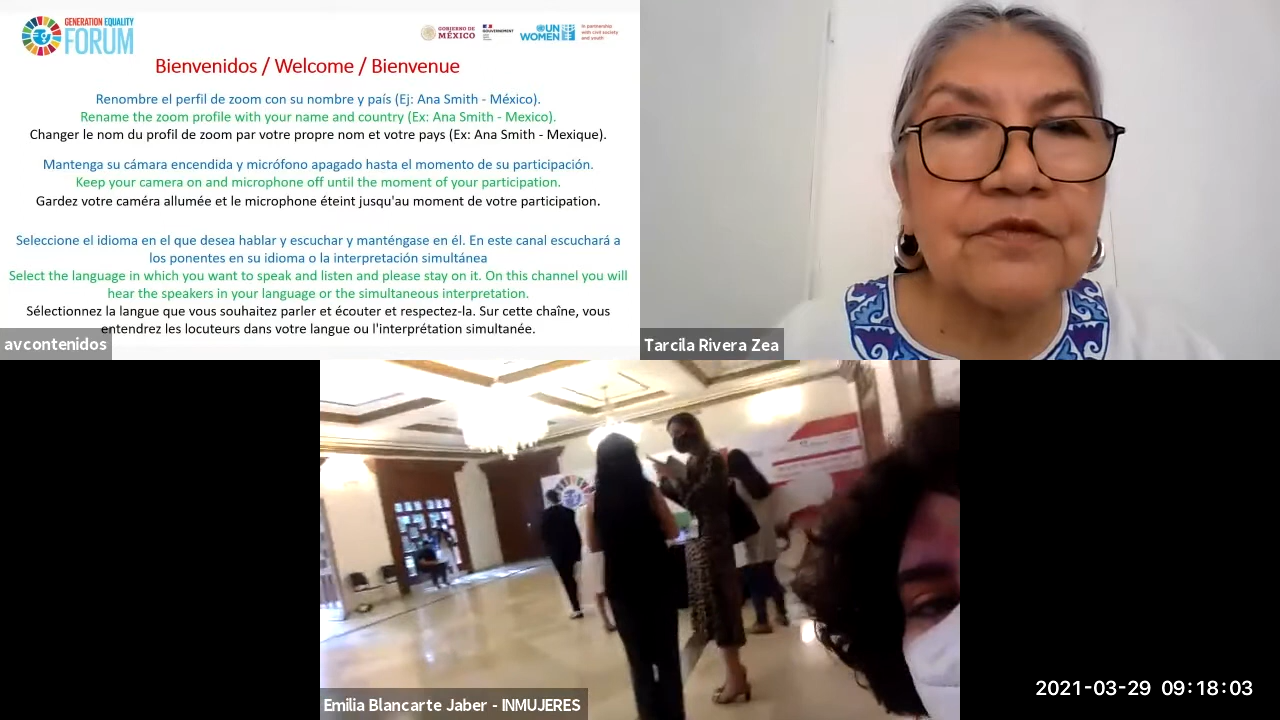 GENERATION EQUALITY
FORUM
GOBIERNO DE
MÉXICO
GOUVERNEMENT
UN
WOMEN
In partnership
with civil society
and youth
Bienvenidos / Welcome / Bienvenue
Renombre el perfil de zoom con su nombre y país (Ej: Ana Smith - México).
Rename the zoom profile with your name and country (Ex: Ana Smith - Mexico).
Changer le nom du profil de zoom par votre propre nom et votre pays (Ex: Ana Smith - Mexique).
Mantenga su cámara encendida y micrófono apagado hasta el momento de su participación.
Keep your camera on and microphone off until the moment of your participation.
Gardez votre caméra allumée et le microphone éteint jusqu'au moment de votre participation.
Seleccione el idioma en el que desea hablar y escuchar y manténgase en él. En este canal escuchará a
los ponentes en su idioma o la interpretación simultánea
Select the language in which you want to speak and listen and please stay on it. On this channel you will
hear the speakers in your language or the simultaneous interpretation.
Sélectionnez la langue que vous souhaitez parler et écouter et respectez-la. Sur cette chaîne, vous
entendrez les locuteurs dans votre langue ou l'interprétation simultanée.
avcontenidos
Tarcila Rivera Zea
Emilia Blancarte Jaber - INMUJERES
2021-03-29 09:18:03